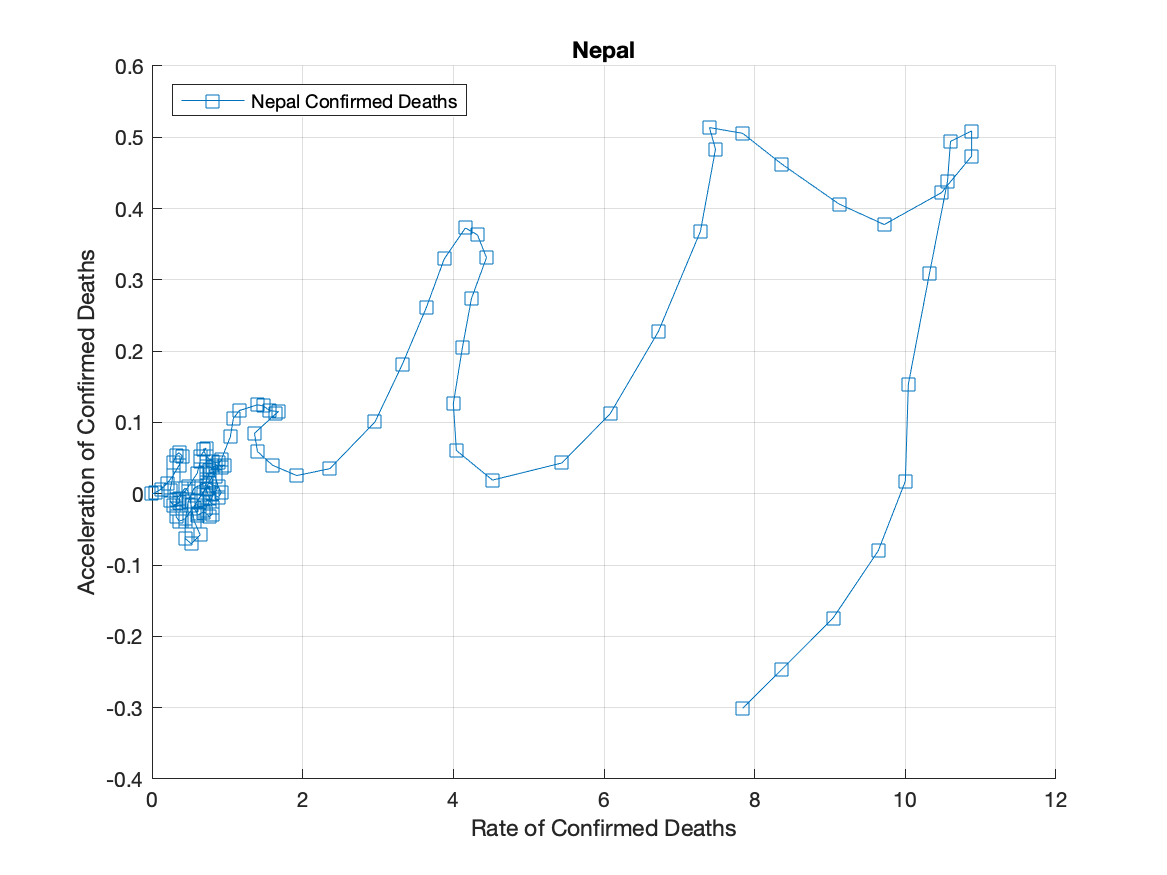 Nepal
Nepal Confirmed Deaths
Acceleration of Confirmed Deaths
0.6
0.5
0.4
0.3
0.2
0.1
0
-0.1
-0.2
-0.3
-0.4
0 2 4 6 8 10 12
Rate of Confirmed Deaths